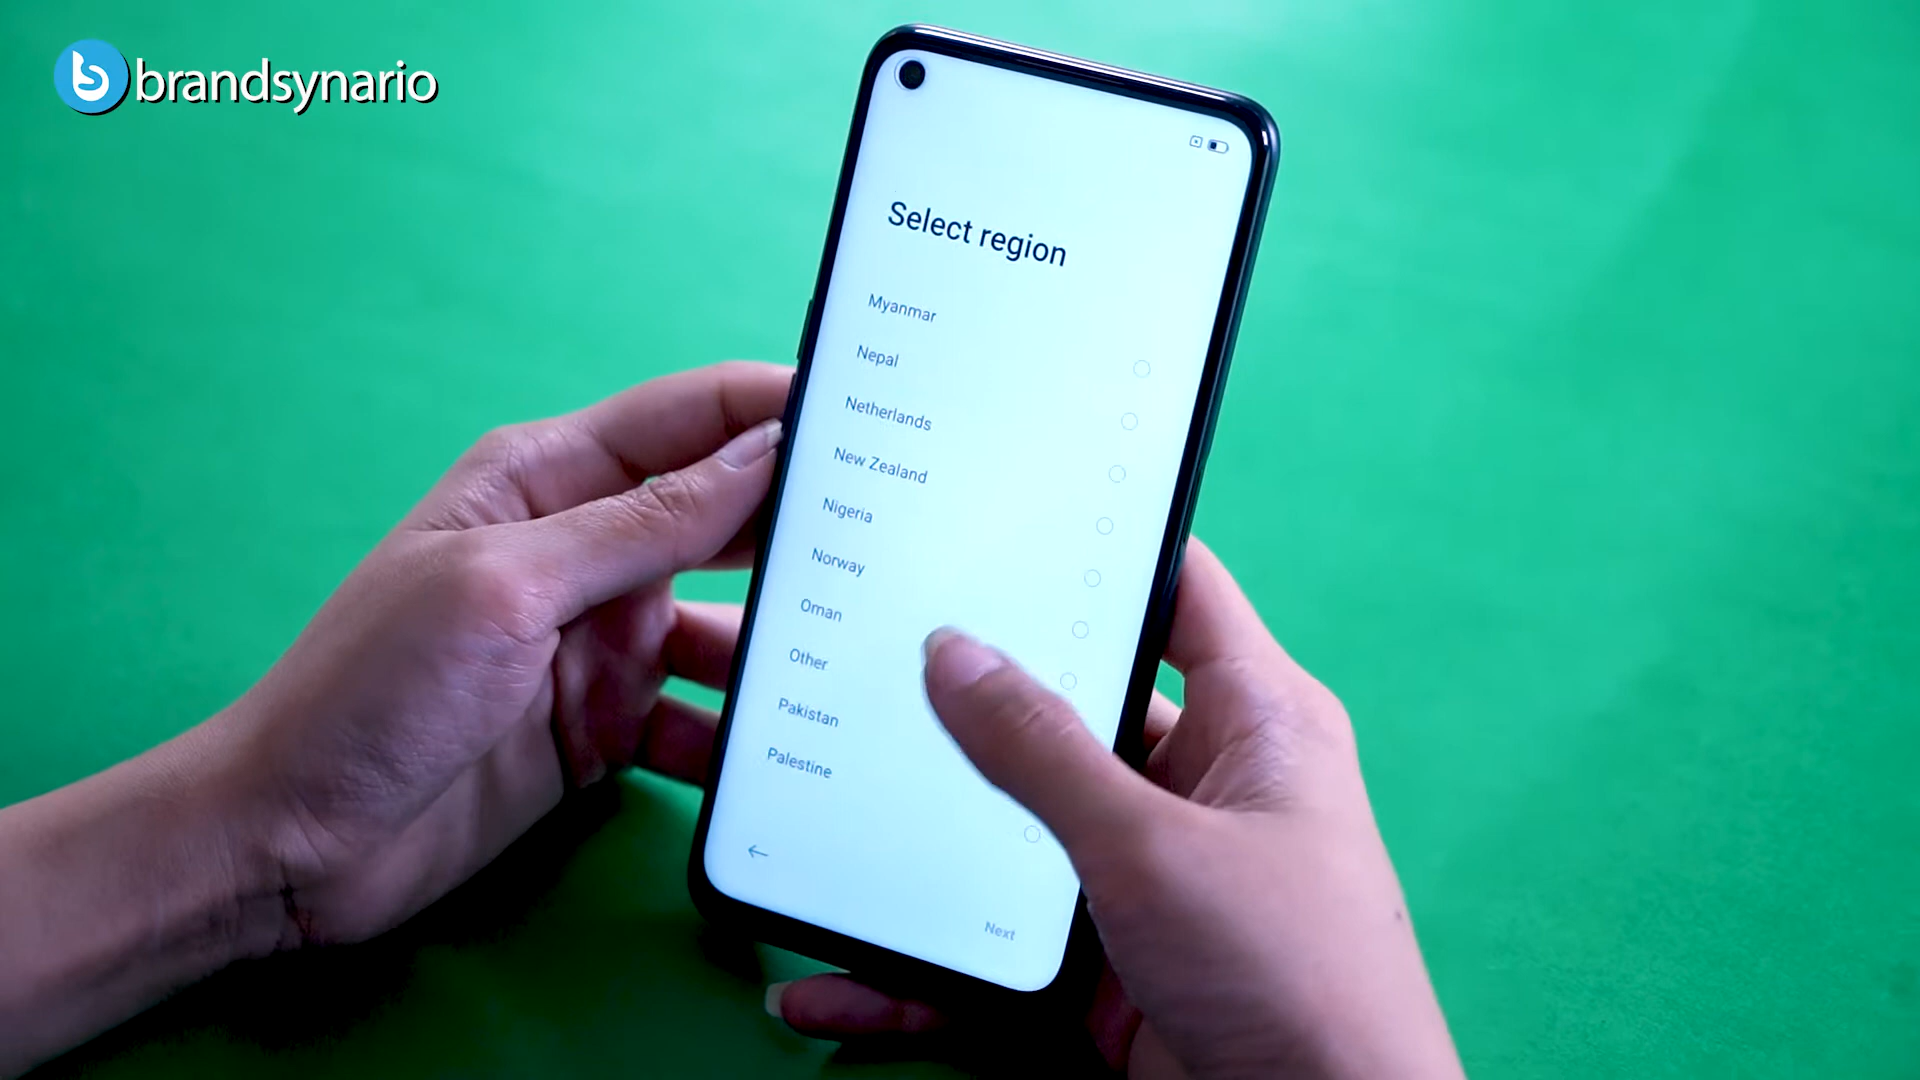 brandsynario
Select region
Myanmar
Nepal
Netherlands
New Zealand
Nigeria
Norway
Oman
Other
Pakistan
Palestine
Next